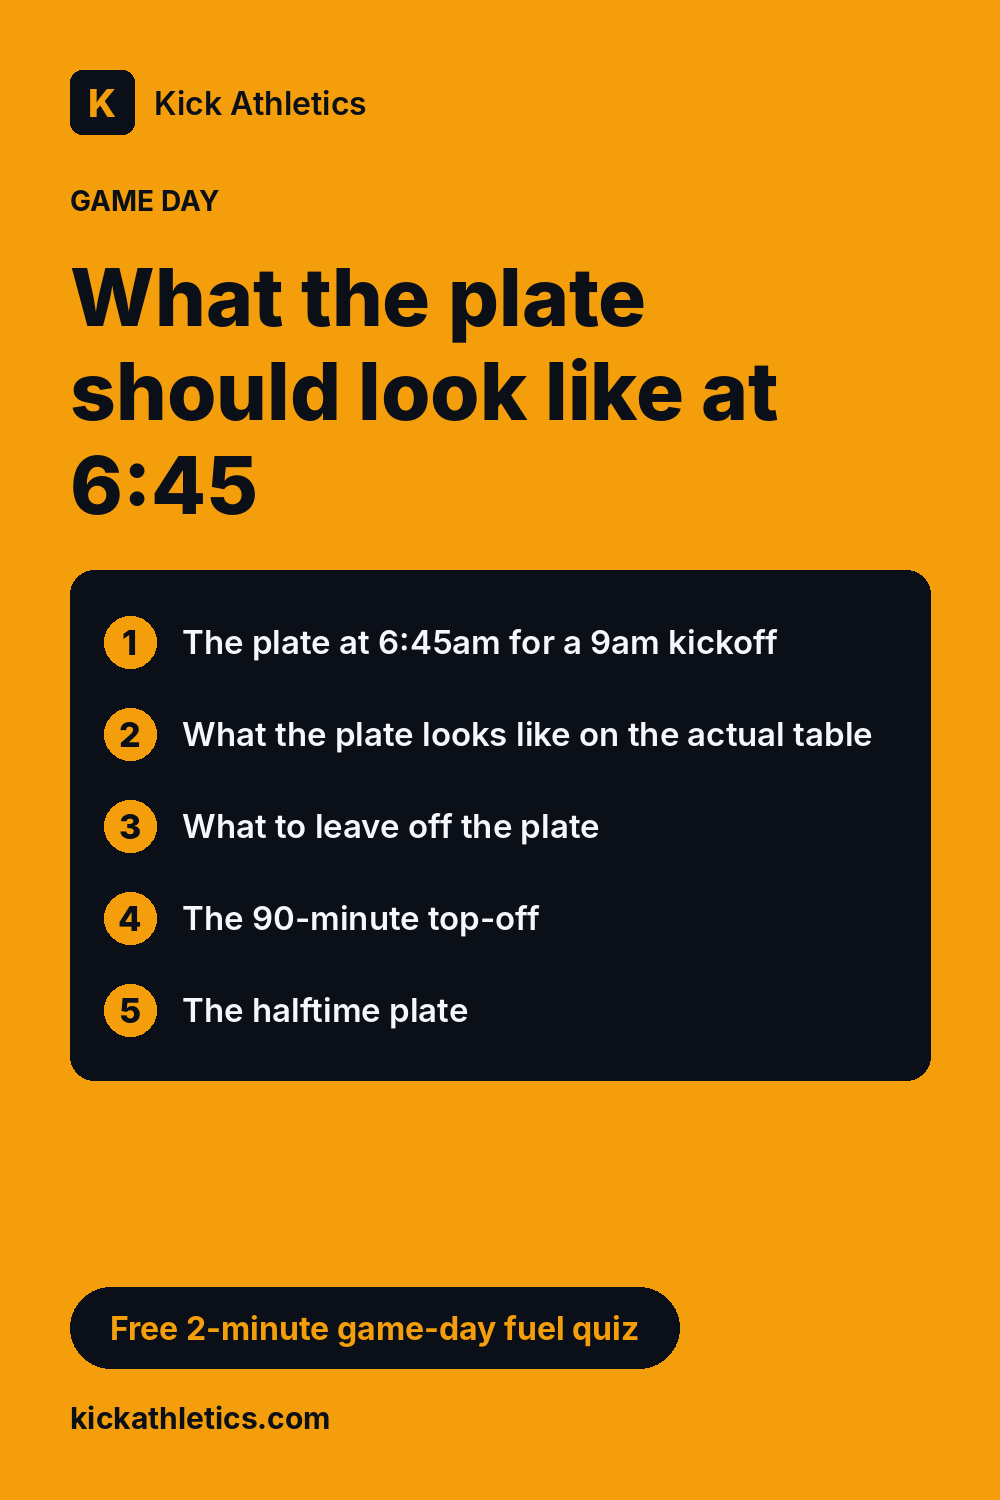 K
Kick Athletics
GAME DAY
What the plate
should look like at
6:45
1 The plate at 6:45am for a 9am kickoff
2 What the plate looks like on the actual table
3 What to leave off the plate
4 The 90-minute top-off
5 The halftime plate
Free 2-minute game-day fuel quiz
kickathletics.com